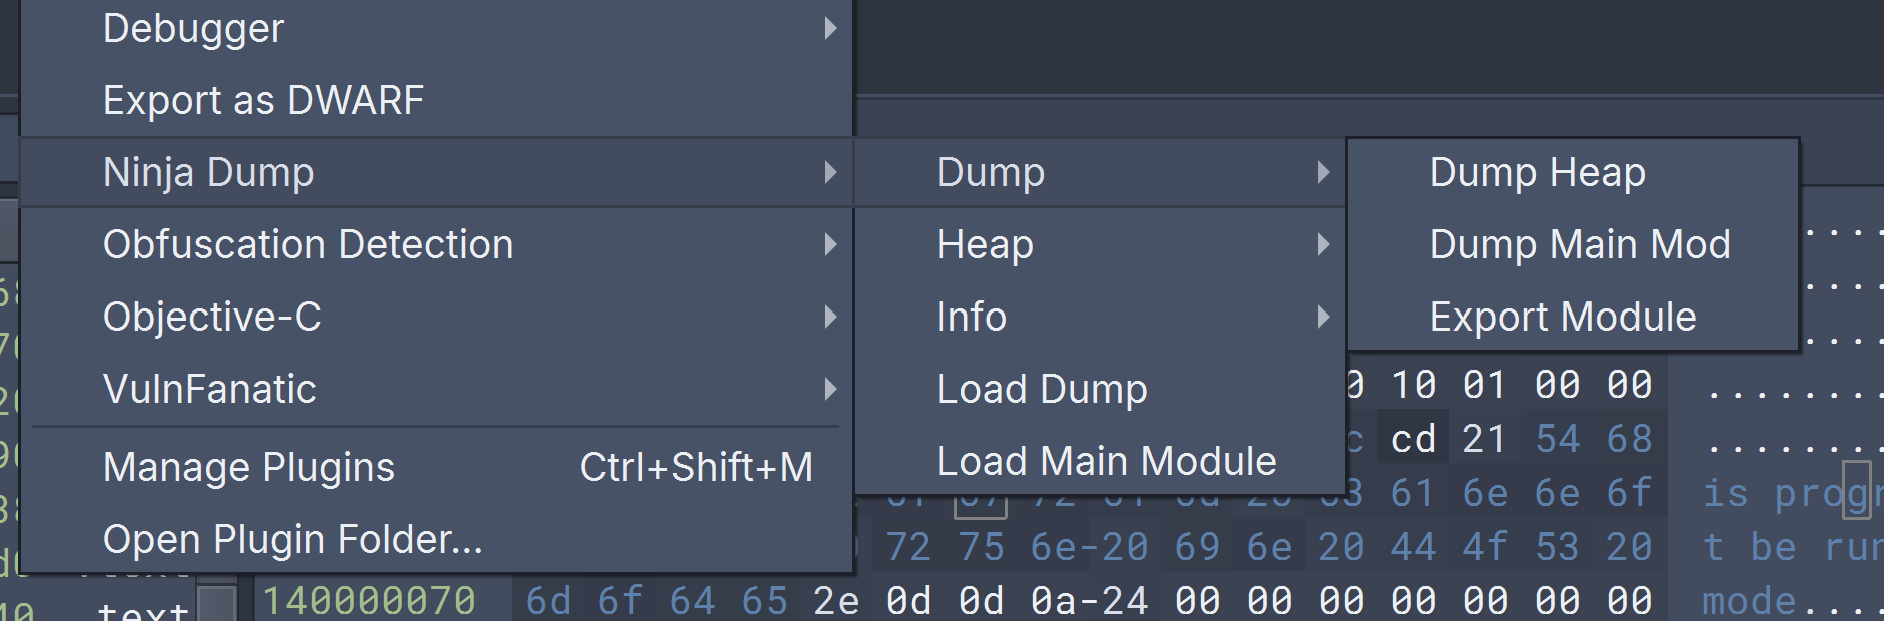 Debugger
Export as DWARF
Ninja Dump
Obfuscation Detection
Objective-C
VulnFanatic
Manage Plugins Ctrl+Shift+M
Open Plugin Folder...
Dump
Heap
Info
Load Dump
Load Main Module
Dump Heap
Dump Main Mod
Export Module
....
....
....
10 01 00 00 ........
cd 21 54 68 ........
61 6e 6e 6f is prog
72 75 6e-20 69 6e 20 44 4f 53 20 t be run
140000070 6d 6f 64 65 2e 0d 0d 0a-24 00 00 00 00 00 00 00 mode....
text